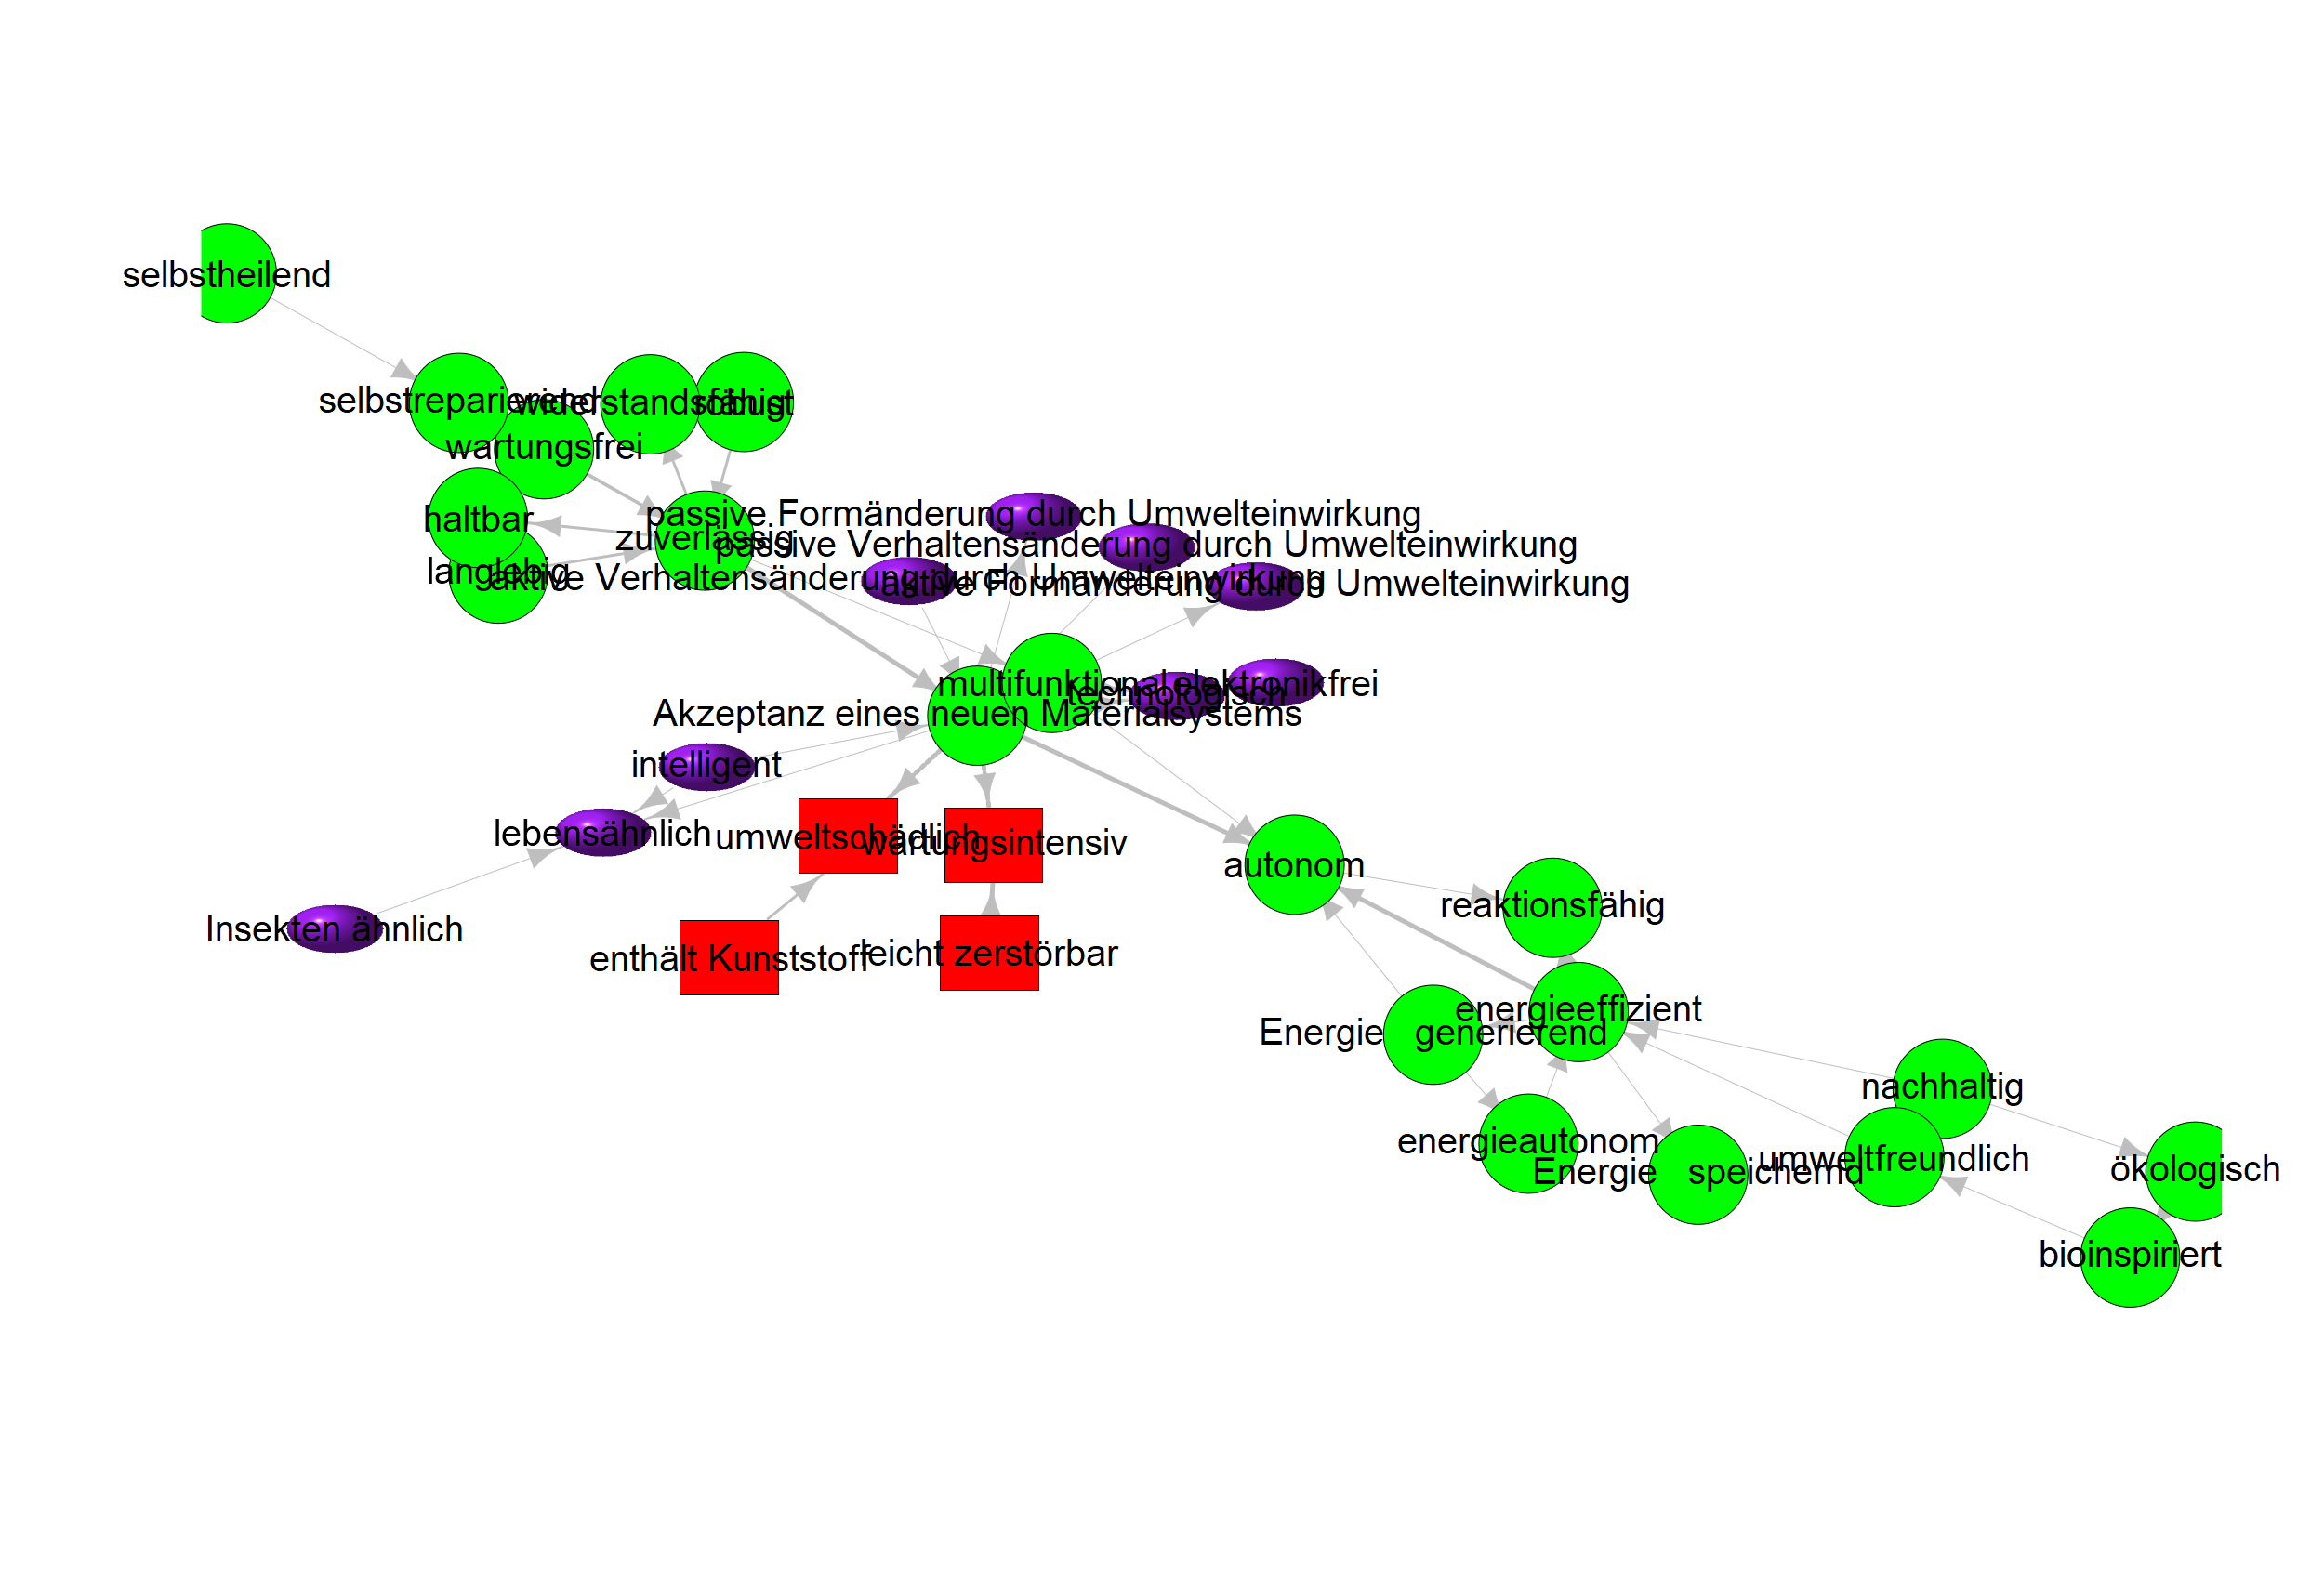 selbstheilend
selbstreparierend
widerstandsfähig
robust
wartungsfrei
haltbar
zuverlässig
langlebig
passive Formänderung durch Umwelteinwirkung
passive Verhaltensänderung durch Umwelteinwirkung
aktive Verhaltensänderung durch Umwelteinwirkung
aktive Formänderung durch Umwelteinwirkung
multifunktional
elektronikfrei
technologisch
Akzeptanz eines neuen Materialsystems
intelligent
lebensähnlich
umweltschädlich
wartungsintensiv
autonom
reaktionsfähig
Insekten ähnlich
enthält Kunststoff
leicht zerstörbar
energieeffizient
Energie generierend
nachhaltig
energieautonom
Energie speichernd
umweltfreundlich
ökologisch
bioinspiriert